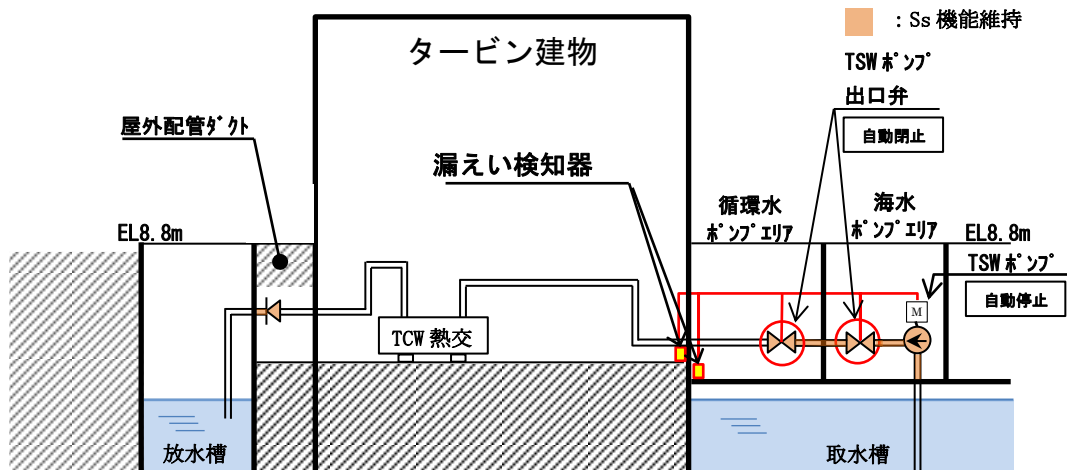 ：Ss 機能維持
タービン建物
TSW ﾎﾟﾝﾌﾟ
出口弁
自動閉止
屋外配管ﾀﾞｸﾄ
漏えい検知器
循環水
ﾎﾟﾝﾌﾟｴﾘｱ
海水
ﾎﾟﾝﾌﾟｴﾘｱ
EL8.8m
EL8.8m
TSW ﾎﾟﾝﾌﾟ
自動停止
M
TCW 熱交
放水槽
取水槽